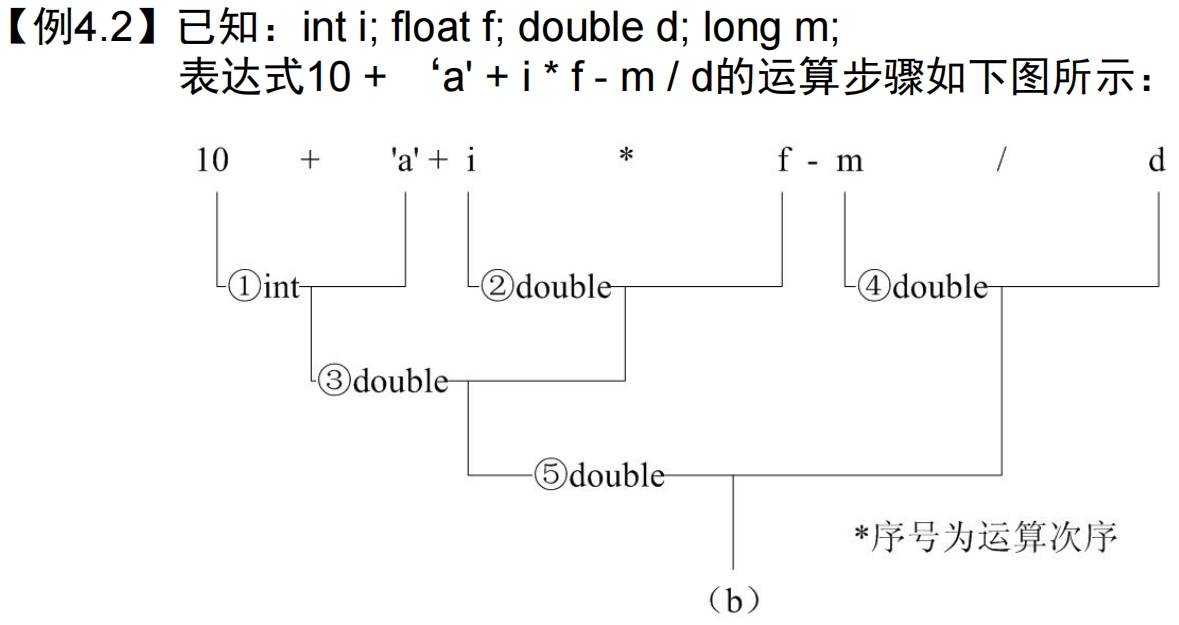 【例4.2】已知：int i; float f; double d; long m;
表达式10 + ‘a' + i * f - m / d的运算步骤如下图所示：
10 + 'a' + i * f - m / d
①int ②double ④double
③double
⑤double
*序号为运算次序
（b）